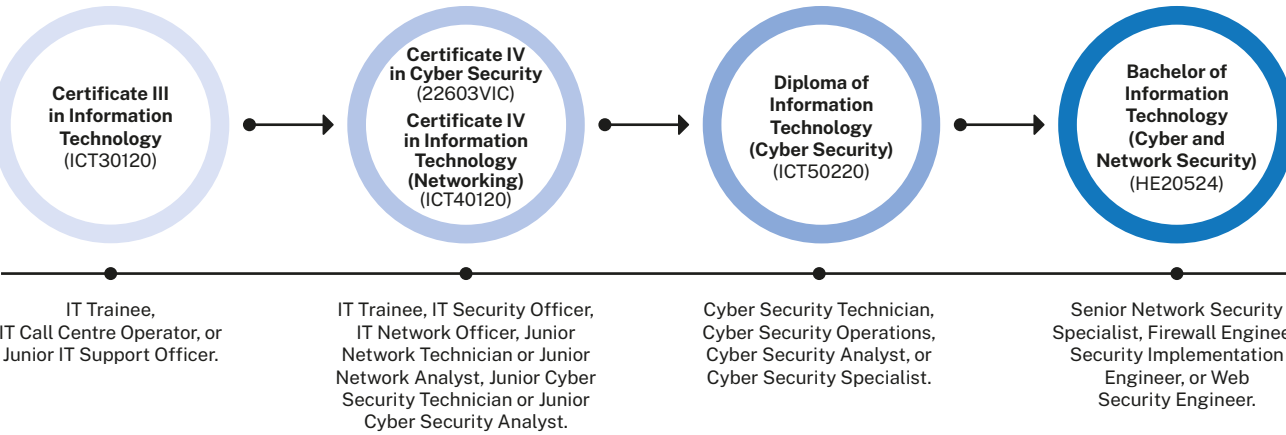 Certificate III
in Information
Technology
(ICT30120)
Certificate IV
in Cyber Security
(22603VIC)
Certificate IV
in Information
Technology
(Networking)
(ICT40120)
Diploma of
Information
Technology
(Cyber Security)
(ICT50220)
Bachelor of
Information
Technology
(Cyber and
Network Security)
(HE20524)
IT Trainee,
IT Call Centre Operator, or
Junior IT Support Officer.
IT Trainee, IT Security Officer,
IT Network Officer, Junior
Network Technician or Junior
Network Analyst, Junior Cyber
Security Technician or Junior
Cyber Security Analyst.
Cyber Security Technician,
Cyber Security Operations,
Cyber Security Analyst, or
Cyber Security Specialist.
Senior Network Security
Specialist, Firewall
Security Implementation
Engineer, or Web
Security Engineer.